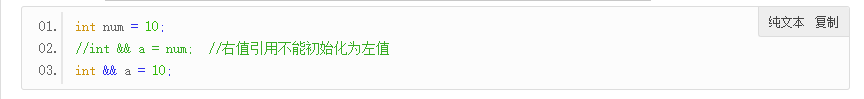 纯文本 复制
01. int num = 10;
02. //int && a = num;  //右值引用不能初始化为左值
03. int && a = 10;